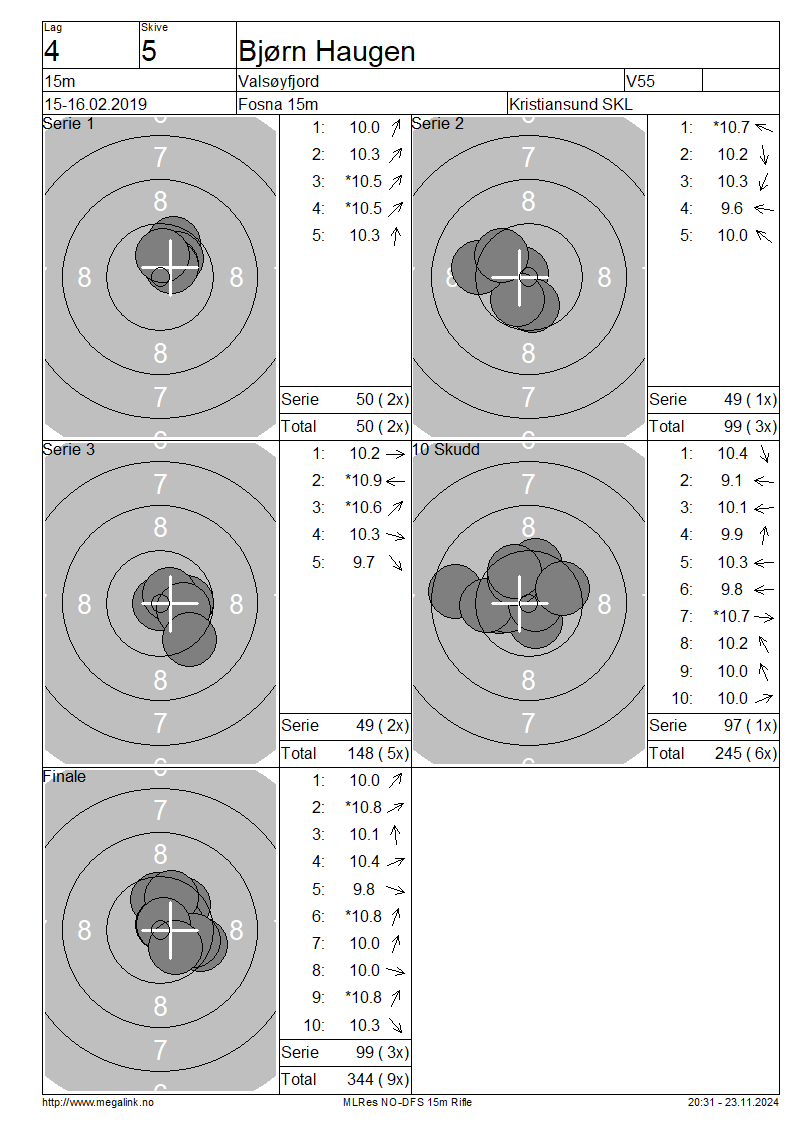 Lag
4
Skive
5
Bjørn Haugen
15m
Valsøyfjord
V55
15-16.02.2019
Fosna 15m
Kristiansund SKL
Serie 1
6
7
8
8
8
8
7
6
1: 10.0
2: 10.3
3: *10.5
4: *10.5
5: 10.3
Serie 50 ( 2x)
Total 50 ( 2x)
Serie 2
6
7
8
8
8
8
7
6
1: *10.7
2: 10.2
3: 10.3
4: 9.6
5: 10.0
Serie 49 ( 1x)
Total 99 ( 3x)
Serie 3
6
7
8
8
8
8
7
6
1: 10.2
2: *10.9
3: *10.6
4: 10.3
5: 9.7
Serie 49 ( 2x)
Total 148 ( 5x)
10 Skudd
6
7
8
8
8
7
6
1: 10.4
2: 9.1
3: 10.1
4: 9.9
5: 10.3
6: 9.8
7: *10.7
8: 10.2
9: 10.0
10: 10.0
Serie 97 ( 1x)
Total 245 ( 6x)
Finale
6
7
8
8
8
8
7
6
1: 10.0
2: *10.8
3: 10.1
4: 10.4
5: 9.8
6: *10.8
7: 10.0
8: 10.0
9: *10.8
10: 10.3
Serie 99 ( 3x)
Total 344 ( 9x)
http://www.megalink.no
MLRes NO-DFS 15m Rifle
20:31 - 23.11.2024